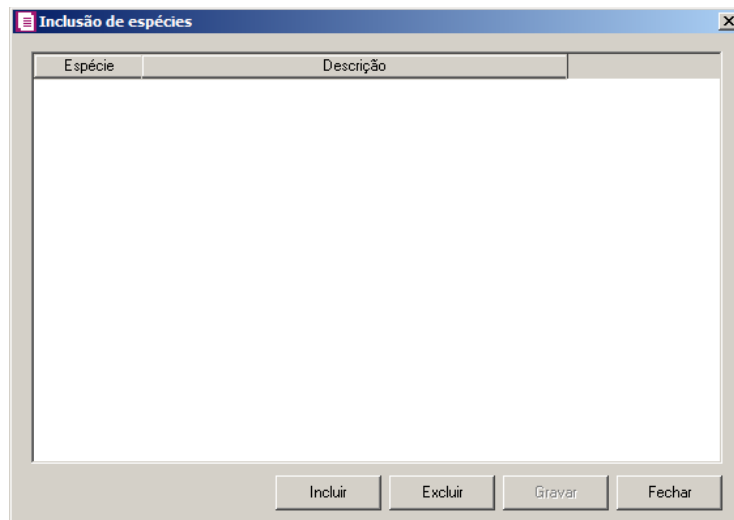 Inclusão de espécies
Espécie Descrição
Incluir Excluir Gravar Fechar